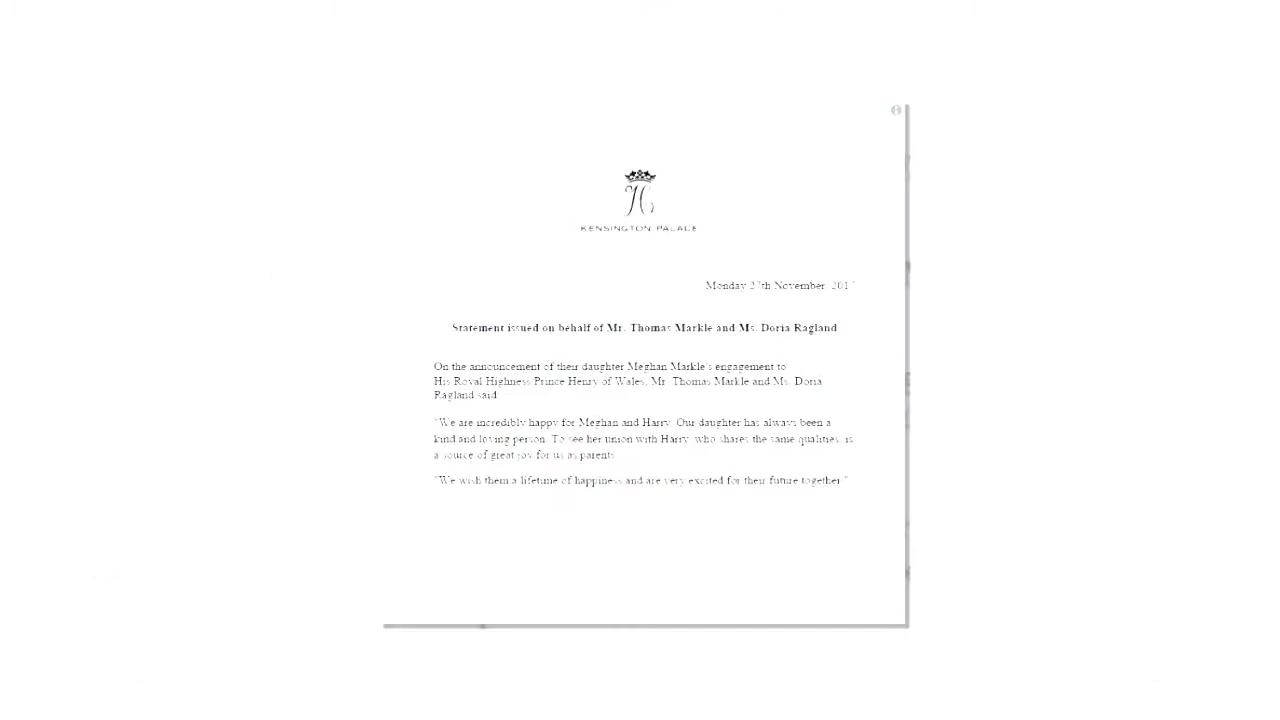 KENSINGTON PALACE
Monday 27th November, 2017
Statement issued on behalf of Mr. Thomas Markle and Ms. Doria Ragland
On the announcement of their daughter Meghan Markle's engagement to
His Royal Highness Prince Henry of Wales, Mr. Thomas Markle and Ms. Doria
Ragland said:
"We are incredibly happy for Meghan and Harry. Our daughter has always been a
kind and loving person. To see her union with Harry, who shares the same qualities, is
a source of great joy for us as parents.
"We wish them a lifetime of happiness and are very excited for their future together."